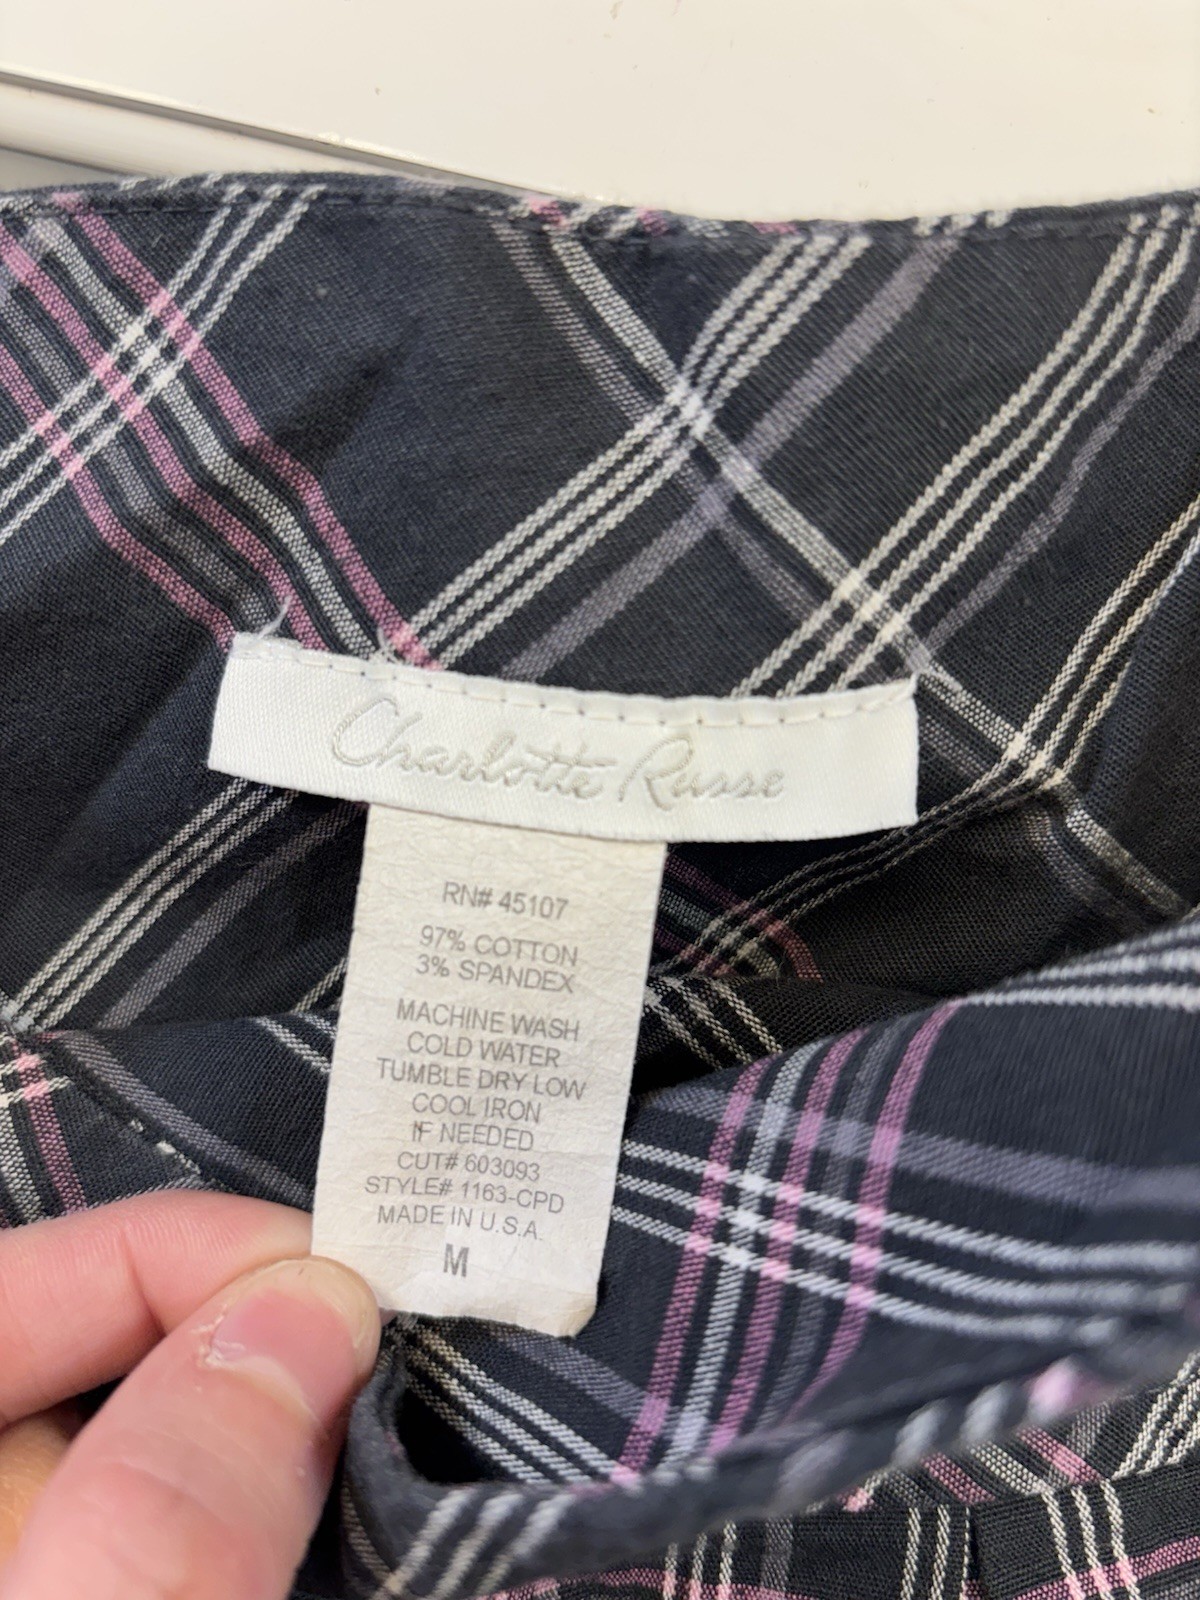 Charlotte Russe
RN# 45107
97% COTTON
3% SPANDEX
MACHINE WASH
COLD WATER
TUMBLE DRY LOW
COOL IRON
IF NEEDED
CUT# 603093
STYLE# 1163-CPD
MADE IN U.S.A.
M